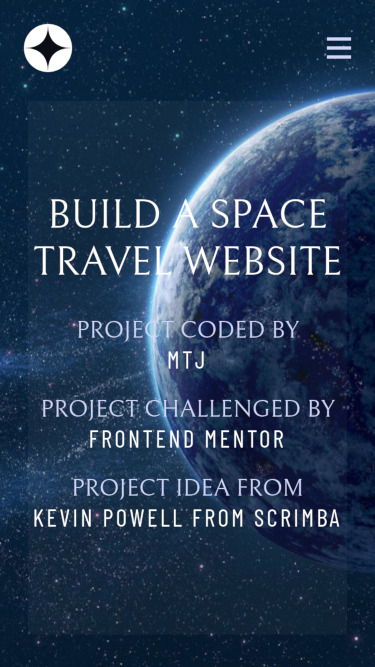 BUILD A SPACE
TRAVEL WEBSITE
PROJECT CODED BY
MTJ
PROJECT CHALLENGED BY
FRONTEND MENTOR
PROJECT IDEA FROM
KEVIN POWELL FROM SCRIMBA